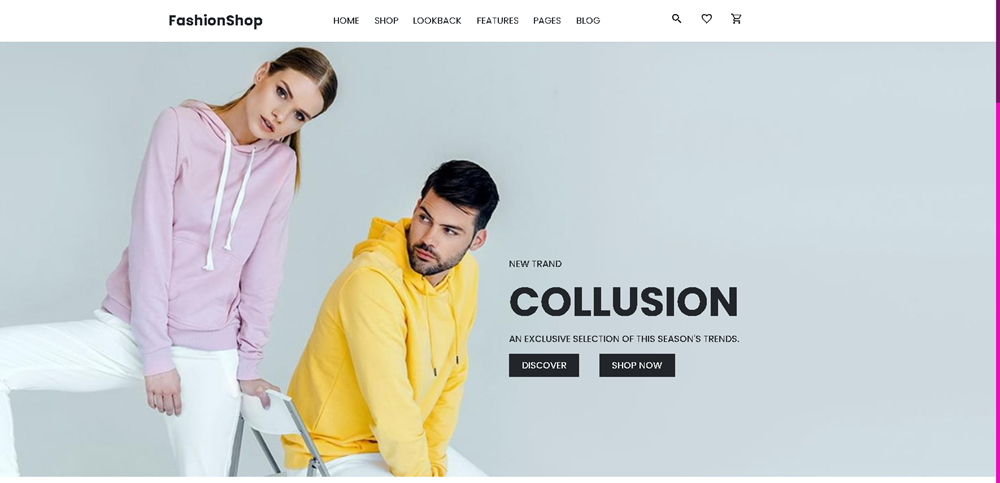 FashionShop
HOME SHOP LOOKBACK FEATURES PAGES BLOG
NEW TRAND
COLLUSION
AN EXCLUSIVE SELECTION OF THIS SEASON'S TRENDS.
DISCOVER SHOP NOW